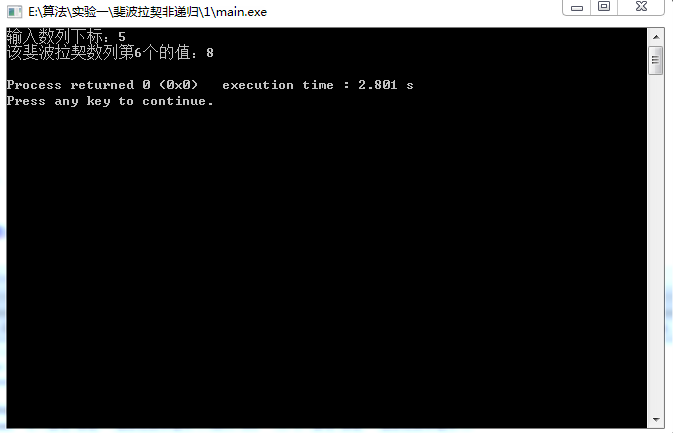 E:\算法\实验一\斐波拉契非递归\1\main.exe
输入数列下标：5
该斐波拉契数列第6个的值：8
Process returned 0 (0x0)   execution time : 2.801 s
Press any key to continue.